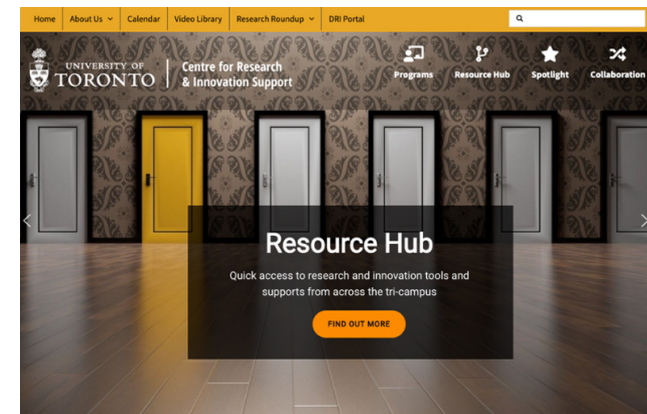 Home About Us Calendar Video Library Research Roundup DRI Portal
UNIVERSITY OF
TORONTO
Centre for Research
& Innovation Support
Programs Resource Hub Spotlight Collaboration
Resource Hub
Quick access to research and innovation tools and
supports from across the tri-campus
FIND OUT MORE